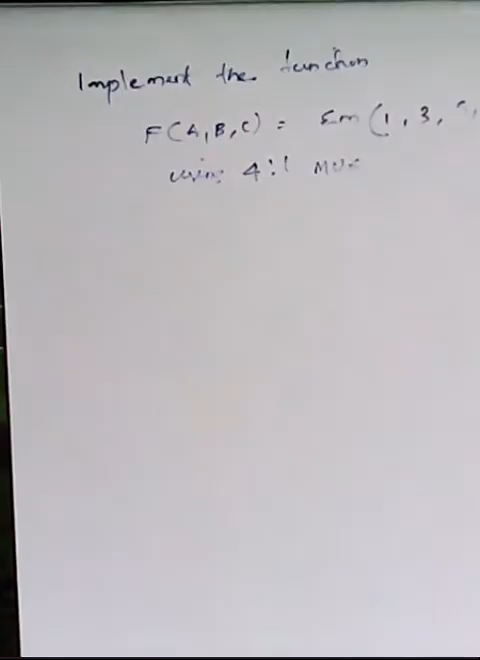 Implement the function
F(A,B,C) = Σm(1, 3,
using 4:1 MUX